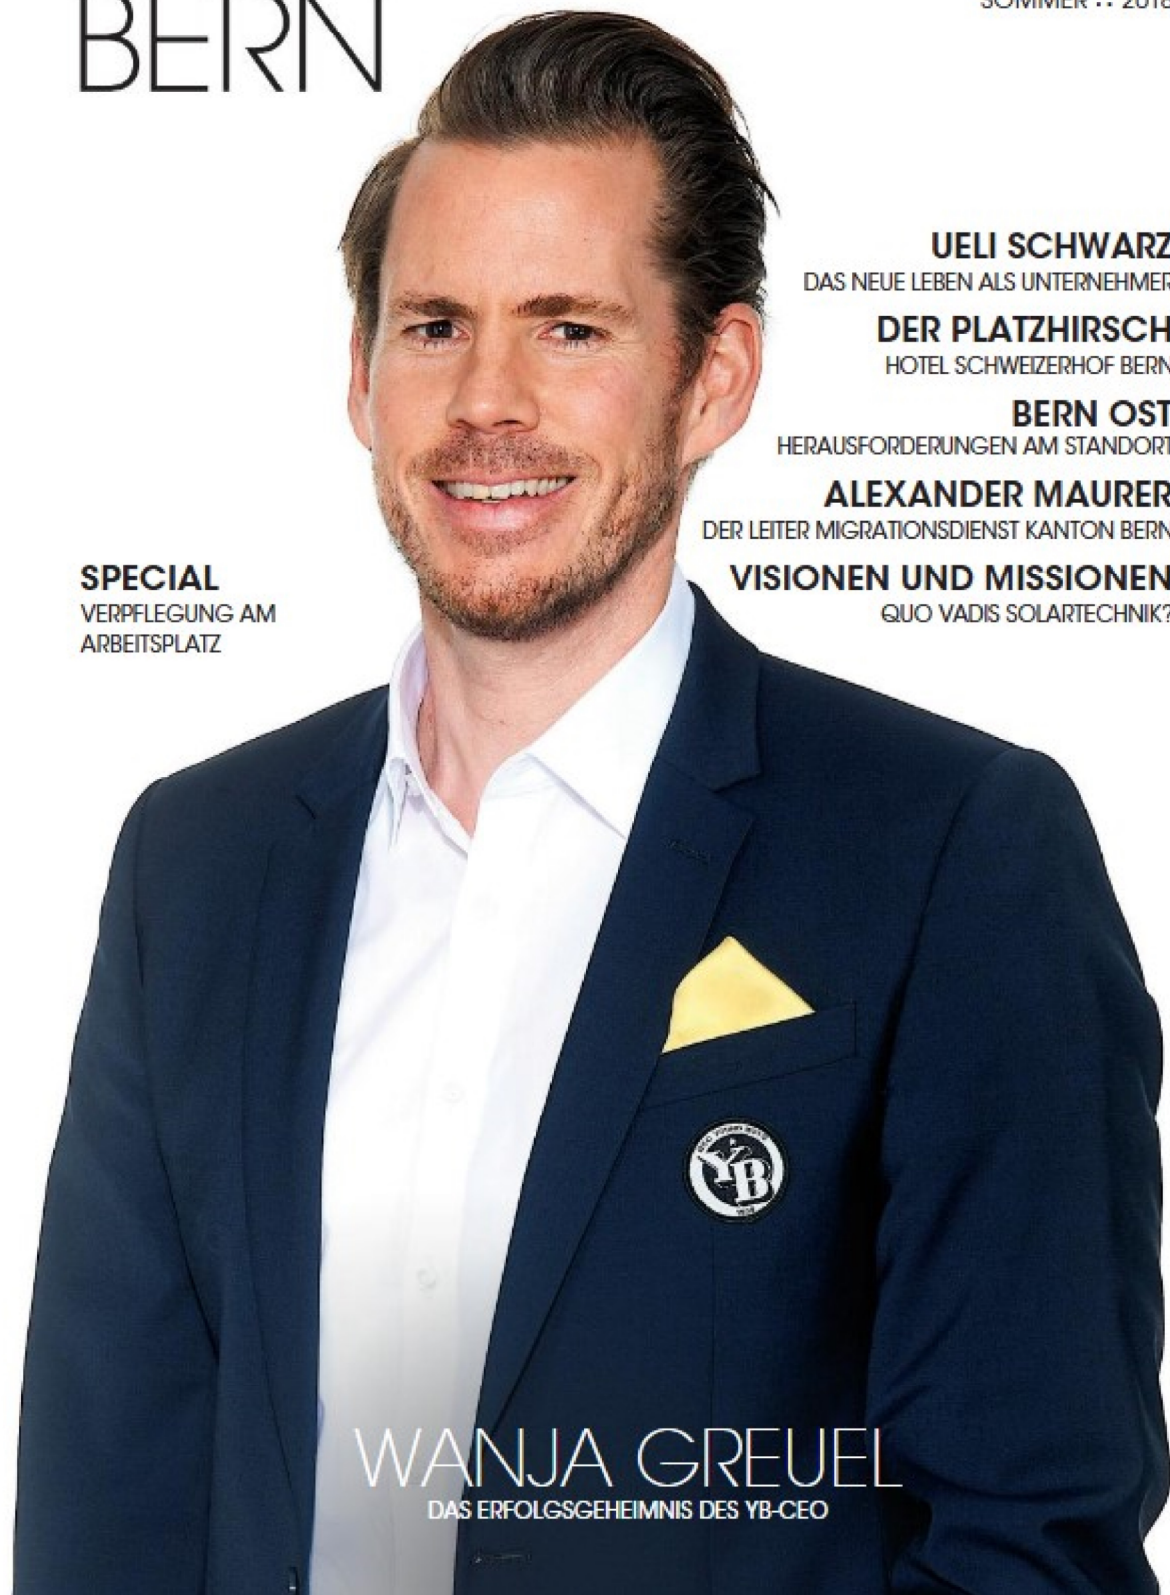 BERN
SOMMER :: 2018
UELI SCHWARZ
DAS NEUE LEBEN ALS UNTERNEHMER
DER PLATZHIRSCH
HOTEL SCHWEIZERHOF BERN
BERN OST
HERAUSFORDERUNGEN AM STANDORT
ALEXANDER MAURER
DER LEITER MIGRATIONSDIENST KANTON BERN
VISIONEN UND MISSIONEN
QUO VADIS SOLARTECHNIK?
SPECIAL
VERPFLEGUNG AM
ARBEITSPLATZ
YB
WANJA GREUEL
DAS ERFOLGSGEHEIMNIS DES YB-CEO